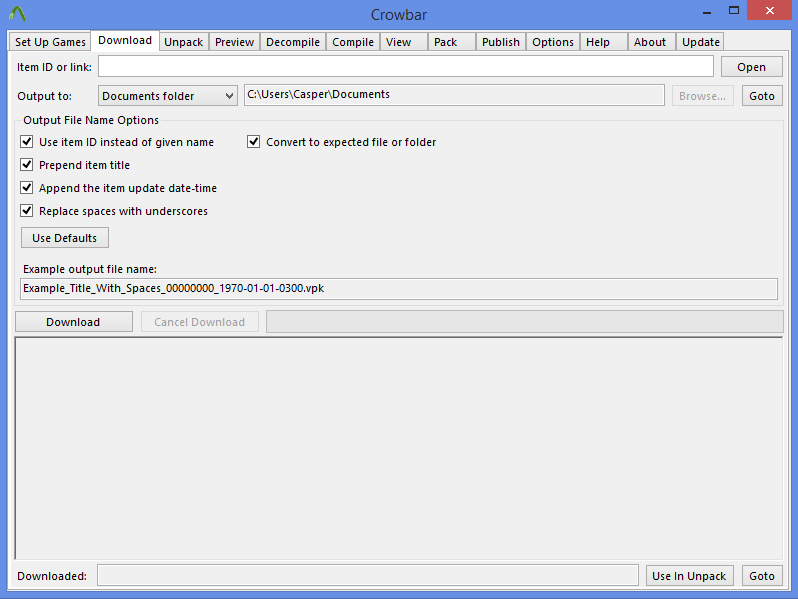 Crowbar
Set Up Games Download Unpack Preview Decompile Compile View Pack Publish Options Help About Update
Item ID or link: Open
Output to: Documents folder C:\Users\Casper\Documents Browse... Goto
Output File Name Options
Use item ID instead of given name Convert to expected file or folder
Prepend item title
Append the item update date-time
Replace spaces with underscores
Use Defaults
Example output file name:
Example_Title_With_Spaces_00000000_1970-01-01-0300.vpk
Download Cancel Download
Downloaded: Use In Unpack Goto